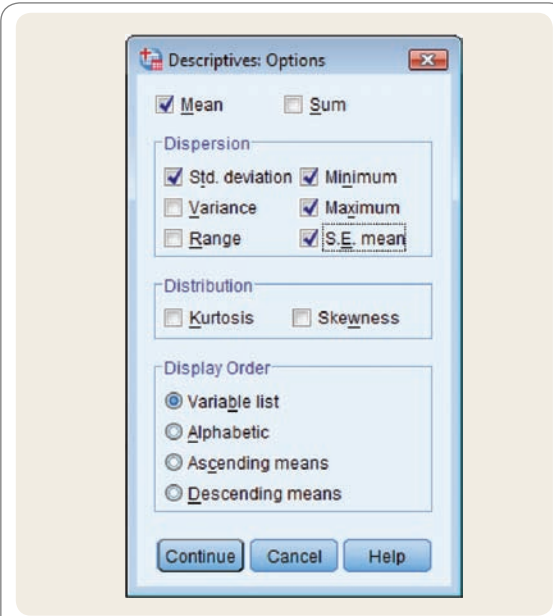 Descriptives: Options
Mean Sum
Dispersion
Std. deviation Minimum
Variance Maximum
Range S.E. mean
Distribution
Kurtosis Skewness
Display Order
Variable list
Alphabetic
Ascending means
Descending means
Continue Cancel Help